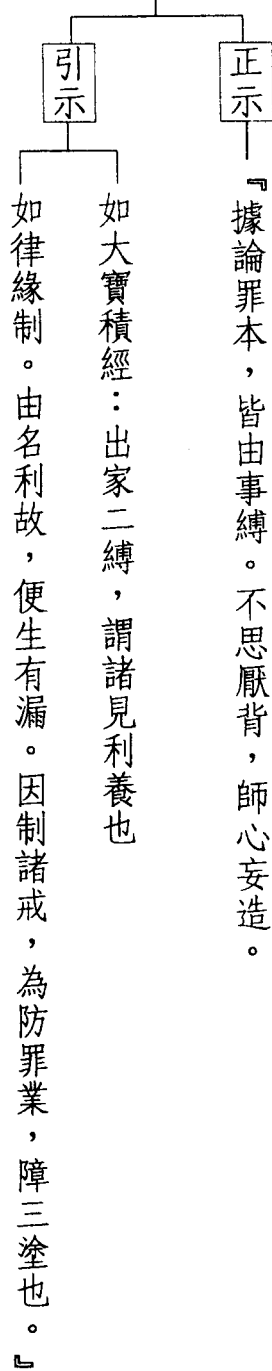 正示
『據論罪本，皆由事縛。不思厭背，師心妄造。
引示
如大寶積經：出家二縛，謂諸見利養也
如律緣制。由名利故，便生有漏。因制諸戒，為防罪業，障三塗也。』